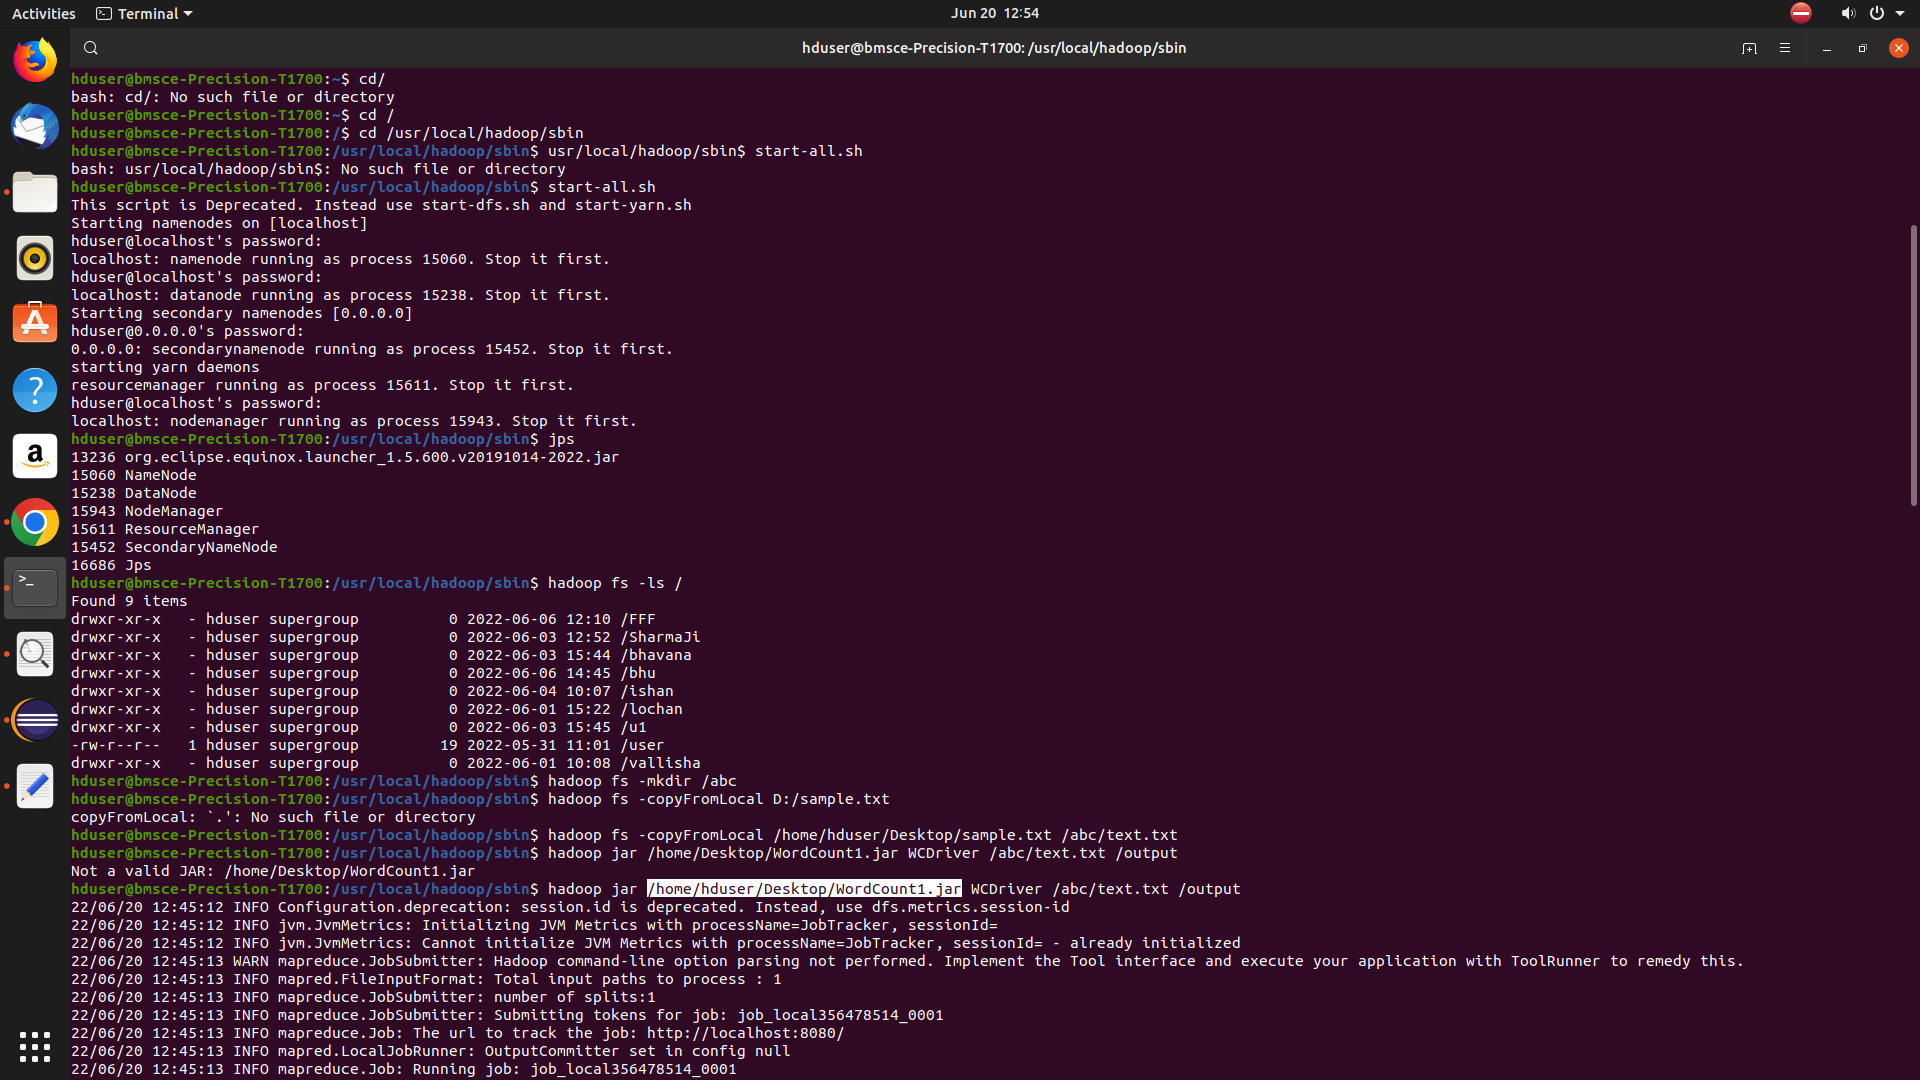 Activities Terminal Jun 20 12:54
hduser@bmsce-Precision-T1700: /usr/local/hadoop/sbin
hduser@bmsce-Precision-T1700:~$ cd/
bash: cd/: No such file or directory
hduser@bmsce-Precision-T1700:~$ cd /
hduser@bmsce-Precision-T1700:/$ cd /usr/local/hadoop/sbin
hduser@bmsce-Precision-T1700:/usr/local/hadoop/sbin$ usr/local/hadoop/sbin$ start-all.sh
bash: usr/local/hadoop/sbin$: No such file or directory
hduser@bmsce-Precision-T1700:/usr/local/hadoop/sbin$ start-all.sh
This script is Deprecated. Instead use start-dfs.sh and start-yarn.sh
Starting namenodes on [localhost]
hduser@localhost's password:
localhost: namenode running as process 15060. Stop it first.
hduser@localhost's password:
localhost: datanode running as process 15238. Stop it first.
Starting secondary namenodes [0.0.0.0]
hduser@0.0.0.0's password:
0.0.0.0: secondarynamenode running as process 15452. Stop it first.
starting yarn daemons
resourcemanager running as process 15611. Stop it first.
hduser@localhost's password:
localhost: nodemanager running as process 15943. Stop it first.
hduser@bmsce-Precision-T1700:/usr/local/hadoop/sbin$ jps
13236 org.eclipse.equinox.launcher_1.5.600.v20191014-2022.jar
15060 NameNode
15238 DataNode
15943 NodeManager
15611 ResourceManager
15452 SecondaryNameNode
16686 Jps
hduser@bmsce-Precision-T1700:/usr/local/hadoop/sbin$ hadoop fs -ls /
Found 9 items
drwxr-xr-x   - hduser supergroup          0 2022-06-06 12:10 /FFF
drwxr-xr-x   - hduser supergroup          0 2022-06-03 12:52 /SharmaJi
drwxr-xr-x   - hduser supergroup          0 2022-06-03 15:44 /bhavana
drwxr-xr-x   - hduser supergroup          0 2022-06-06 14:45 /bhu
drwxr-xr-x   - hduser supergroup          0 2022-06-04 10:07 /ishan
drwxr-xr-x   - hduser supergroup          0 2022-06-01 15:22 /lochan
drwxr-xr-x   - hduser supergroup          0 2022-06-03 15:45 /u1
-rw-r--r--   1 hduser supergroup         19 2022-05-31 11:01 /user
drwxr-xr-x   - hduser supergroup          0 2022-06-01 10:08 /vallisha
hduser@bmsce-Precision-T1700:/usr/local/hadoop/sbin$ hadoop fs -mkdir /abc
hduser@bmsce-Precision-T1700:/usr/local/hadoop/sbin$ hadoop fs -copyFromLocal D:/sample.txt
copyFromLocal: `.': No such file or directory
hduser@bmsce-Precision-T1700:/usr/local/hadoop/sbin$ hadoop fs -copyFromLocal /home/hduser/Desktop/sample.txt /abc/text.txt
hduser@bmsce-Precision-T1700:/usr/local/hadoop/sbin$ hadoop jar /home/Desktop/WordCount1.jar WCDriver /abc/text.txt /output
Not a valid JAR: /home/Desktop/WordCount1.jar
hduser@bmsce-Precision-T1700:/usr/local/hadoop/sbin$ hadoop jar /home/hduser/Desktop/WordCount1.jar WCDriver /abc/text.txt /output
22/06/20 12:45:12 INFO Configuration.deprecation: session.id is deprecated. Instead, use dfs.metrics.session-id
22/06/20 12:45:12 INFO jvm.JvmMetrics: Initializing JVM Metrics with processName=JobTracker, sessionId=
22/06/20 12:45:12 INFO jvm.JvmMetrics: Cannot initialize JVM Metrics with processName=JobTracker, sessionId= - already initialized
22/06/20 12:45:13 WARN mapreduce.JobSubmitter: Hadoop command-line option parsing not performed. Implement the Tool interface and execute your application with ToolRunner to remedy this.
22/06/20 12:45:13 INFO mapred.FileInputFormat: Total input paths to process : 1
22/06/20 12:45:13 INFO mapreduce.JobSubmitter: number of splits:1
22/06/20 12:45:13 INFO mapreduce.JobSubmitter: Submitting tokens for job: job_local356478514_0001
22/06/20 12:45:13 INFO mapreduce.Job: The url to track the job: http://localhost:8080/
22/06/20 12:45:13 INFO mapred.LocalJobRunner: OutputCommitter set in config null
22/06/20 12:45:13 INFO mapreduce.Job: Running job: job_local356478514_0001